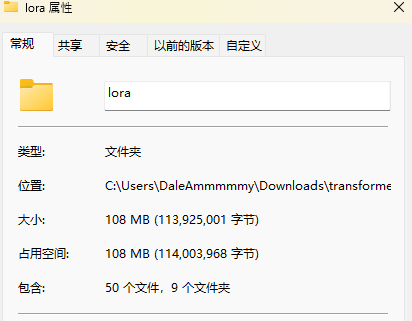 lora 属性
常规 共享 安全 以前的版本 自定义
lora
类型: 文件夹
位置: C:\Users\DaleAmmmmmy\Downloads\transforme
大小: 108 MB (113,925,001 字节)
占用空间: 108 MB (114,003,968 字节)
包含: 50 个文件，9 个文件夹